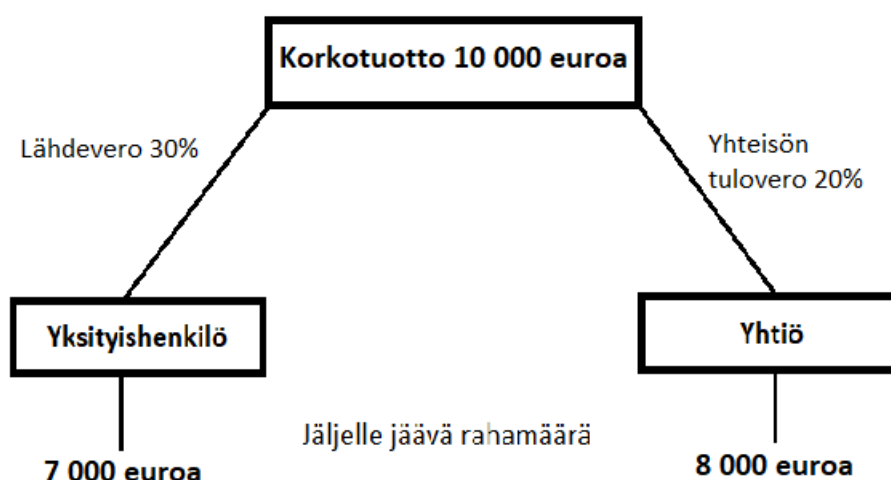 Korkotuotto 10 000 euroa
Lähdevero 30%
Yhteisön
tulovero 20%
Yksityishenkilö
Yhtiö
Jäljelle jäävä rahamäärä
7 000 euroa
8 000 euroa